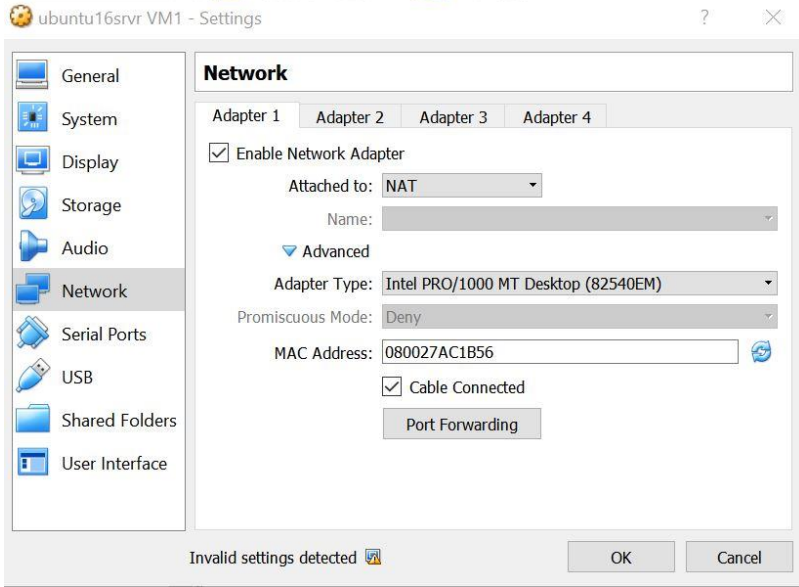 ubuntu16srvr VM1 - Settings ?
General
System
Display
Storage
Audio
Network
Serial Ports
USB
Shared Folders
User Interface
Network
Adapter 1 Adapter 2 Adapter 3 Adapter 4
Enable Network Adapter
Attached to: NAT
Name:
Advanced
Adapter Type: Intel PRO/1000 MT Desktop (82540EM)
Promiscuous Mode: Deny
MAC Address: 080027AC1B56
Cable Connected
Port Forwarding
Invalid settings detected
OK Cancel